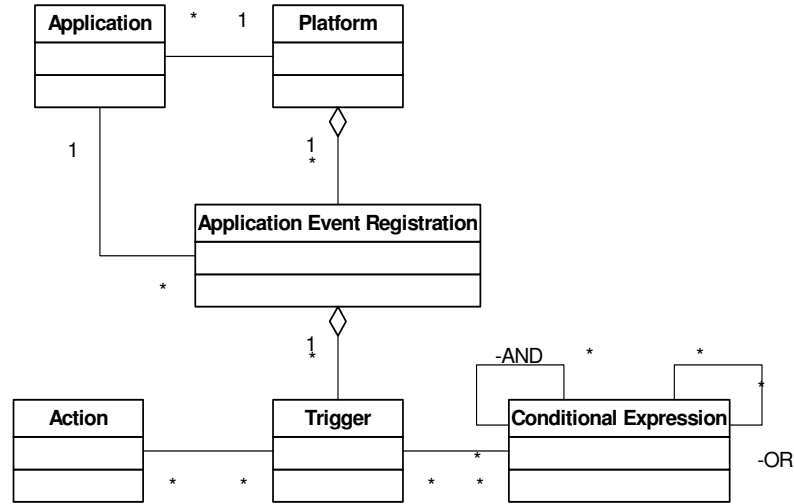 Application * 1 Platform
1
1
*
Application Event Registration
*
1
*
-AND * *
*
Action Trigger Conditional Expression
*
-OR
* * * *